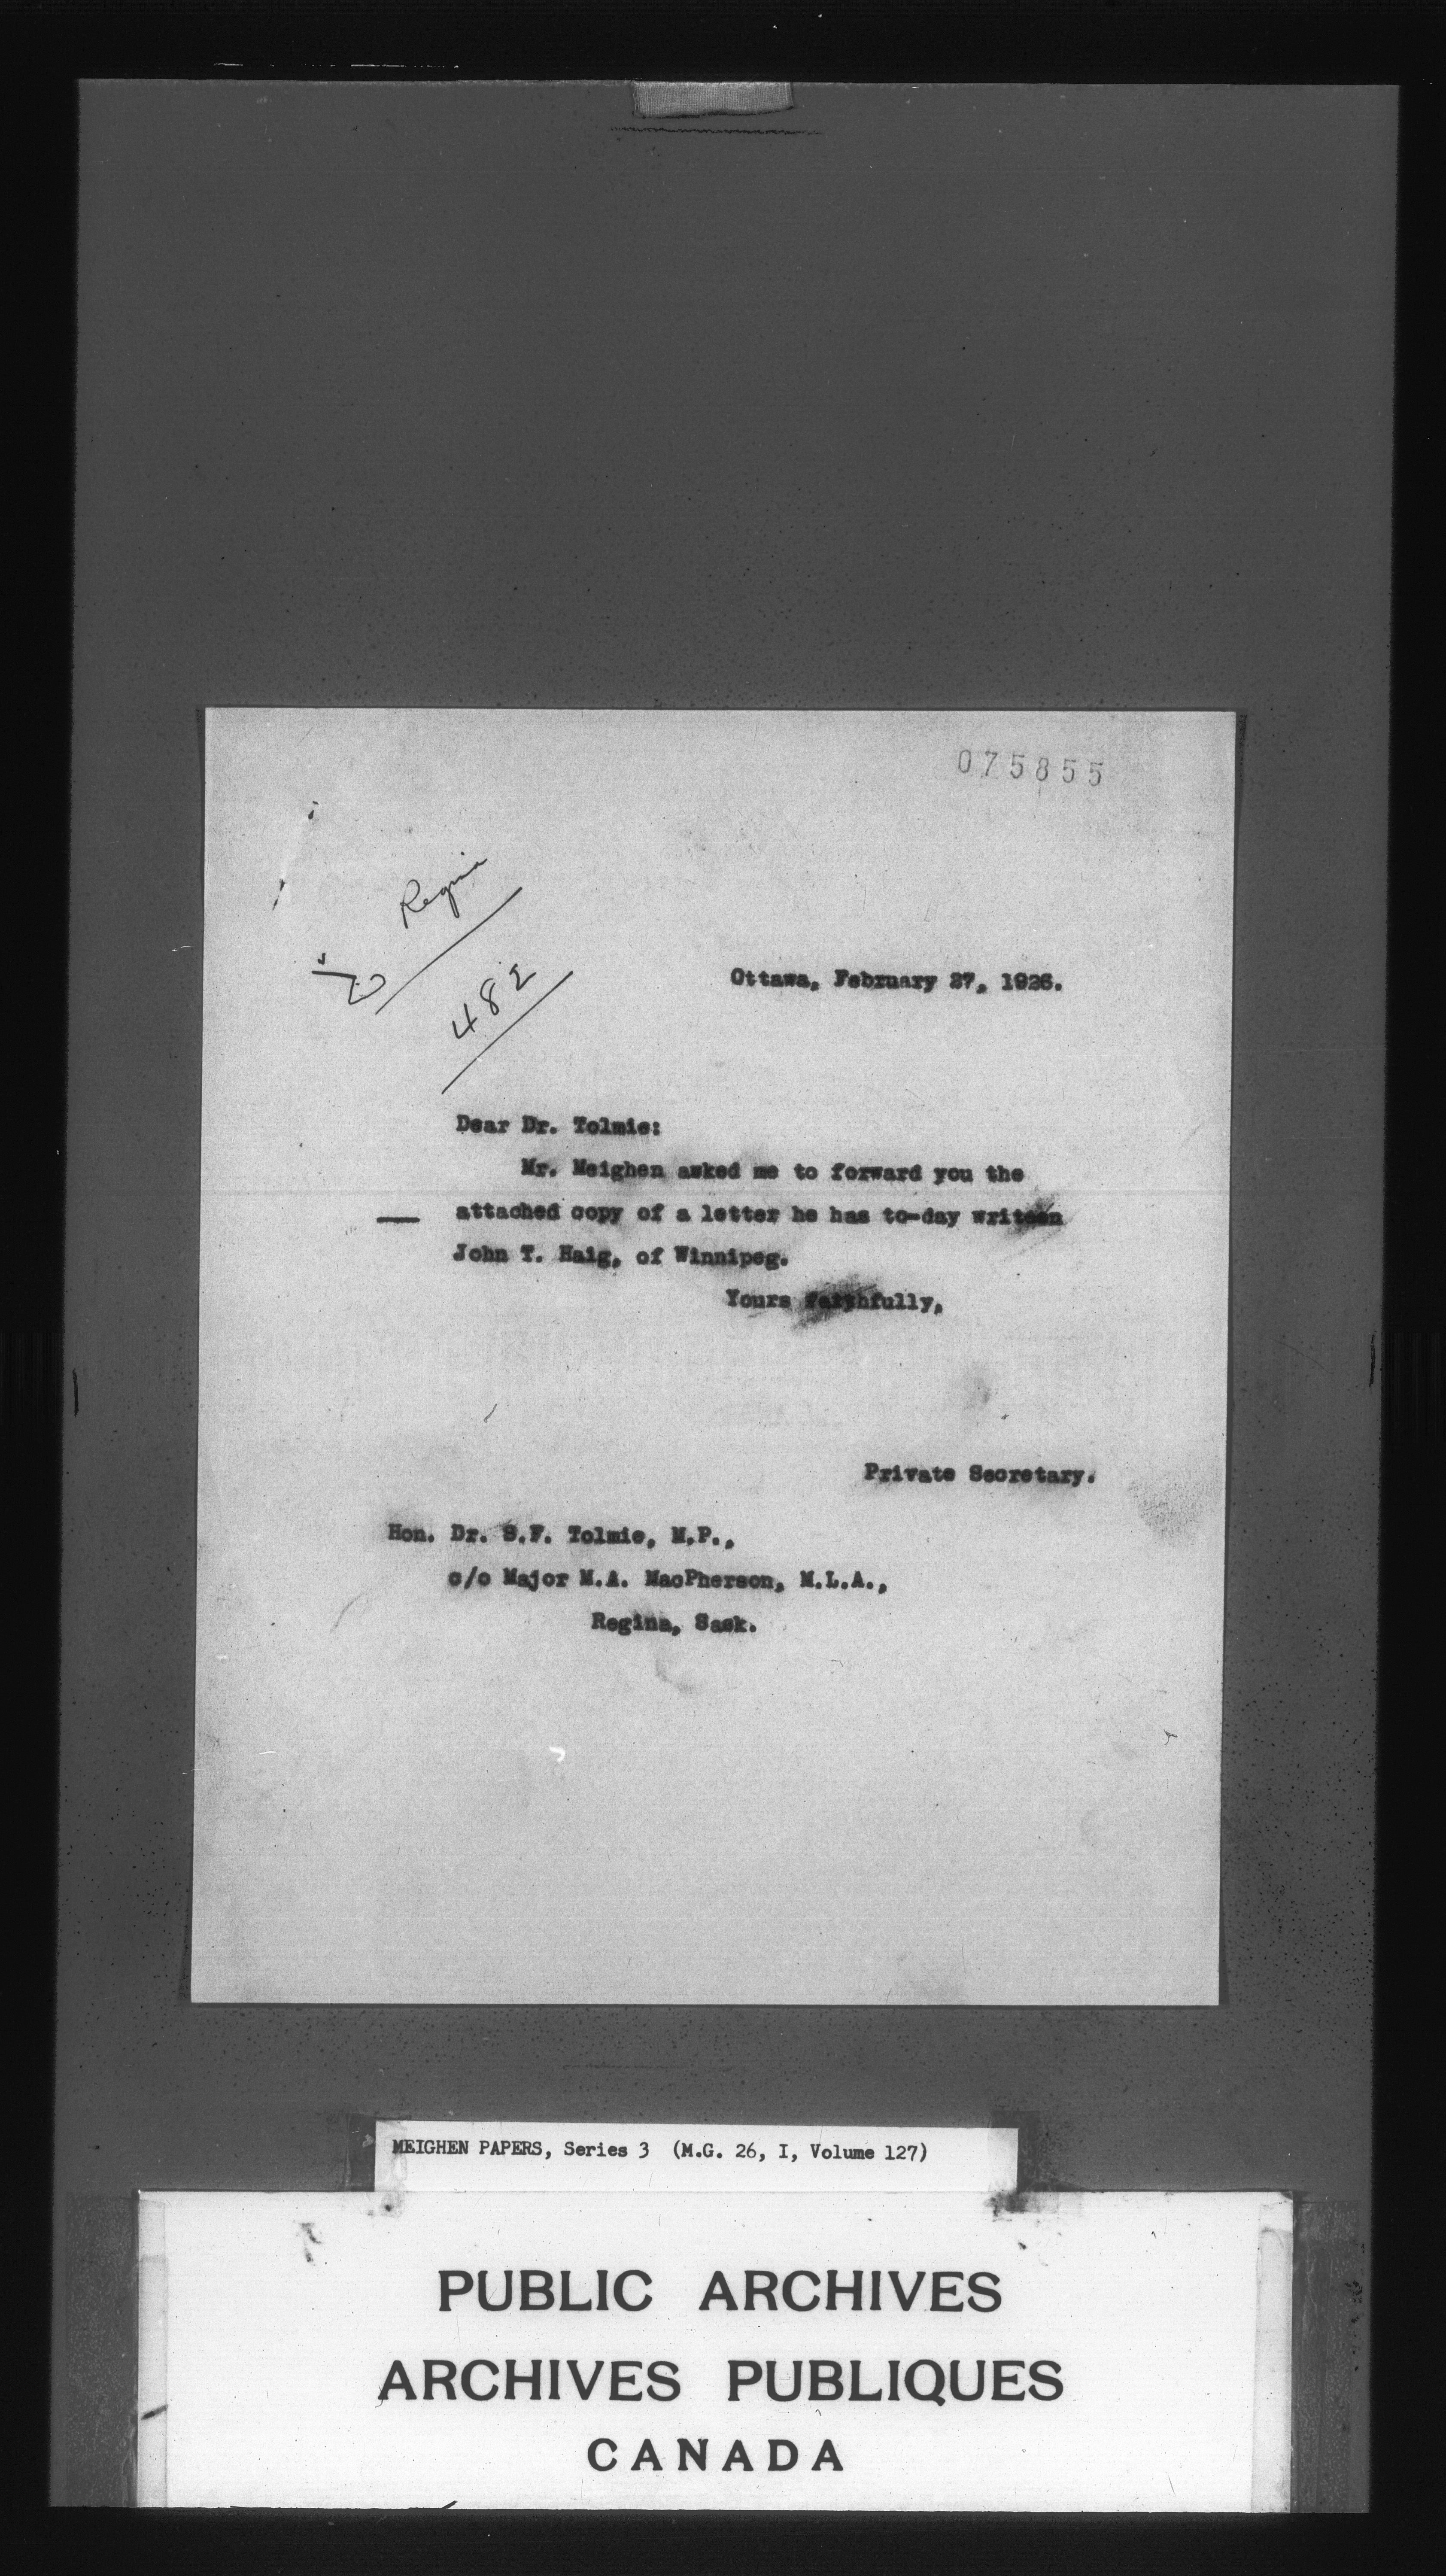 075855
Regina
482
Ottawa, February 27, 1926.
Dear Dr. Tolmie:
Mr. Meighen asked me to forward you the
attached copy of a letter he has to-day written
John T. Haig, of Winnipeg.
Yours faithfully,
Private Secretary.
Hon. Dr. S.F. Tolmie, M.P.,
c/o Major M.A. MacPherson, M.L.A.,
Regina, Sask.
MEIGHEN PAPERS, Series 3 (M.G. 26, I, Volume 127)
PUBLIC ARCHIVES
ARCHIVES PUBLIQUES
CANADA